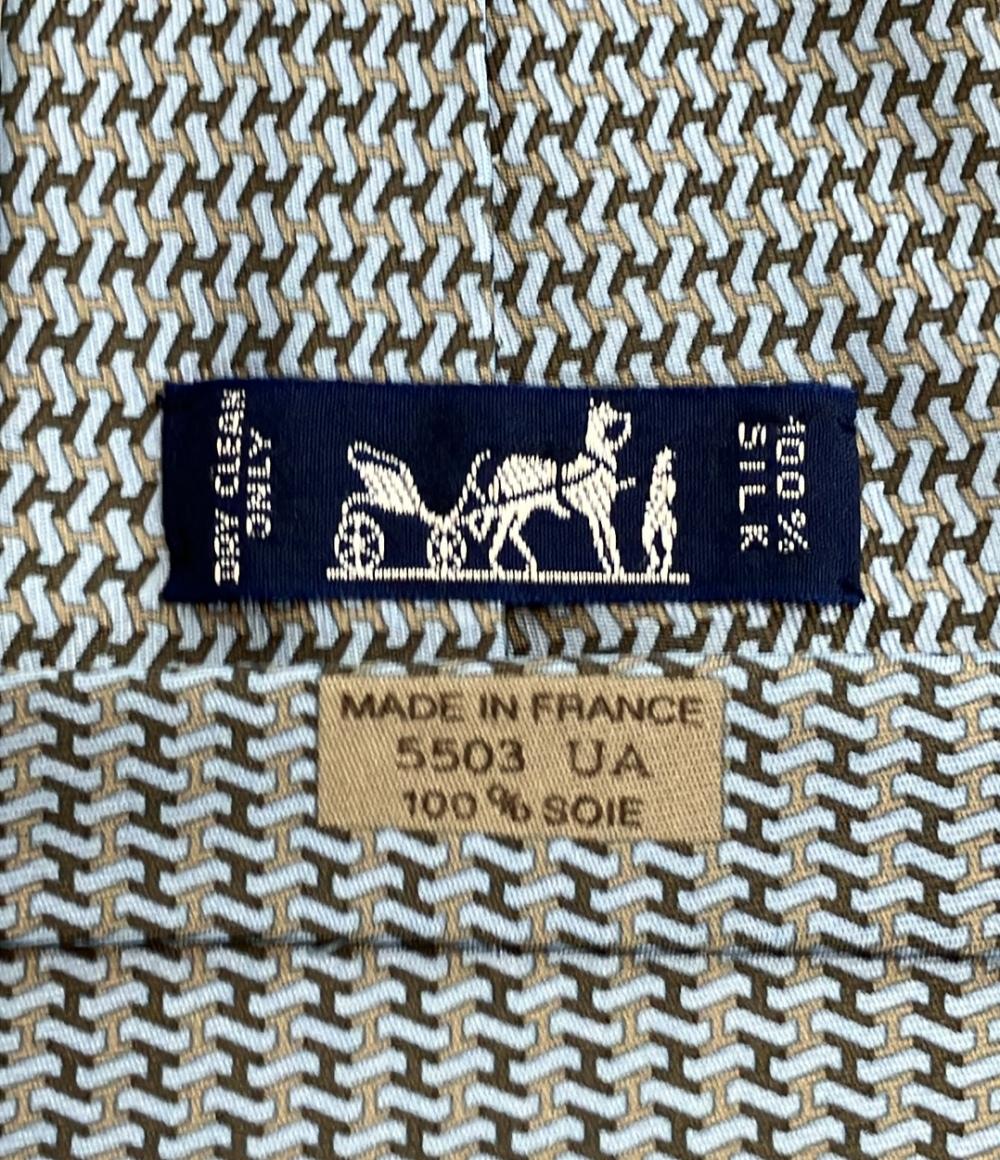 DRY CLEAN
ONLY
100%
SILK
MADE IN FRANCE
5503 UA
100% SOIE